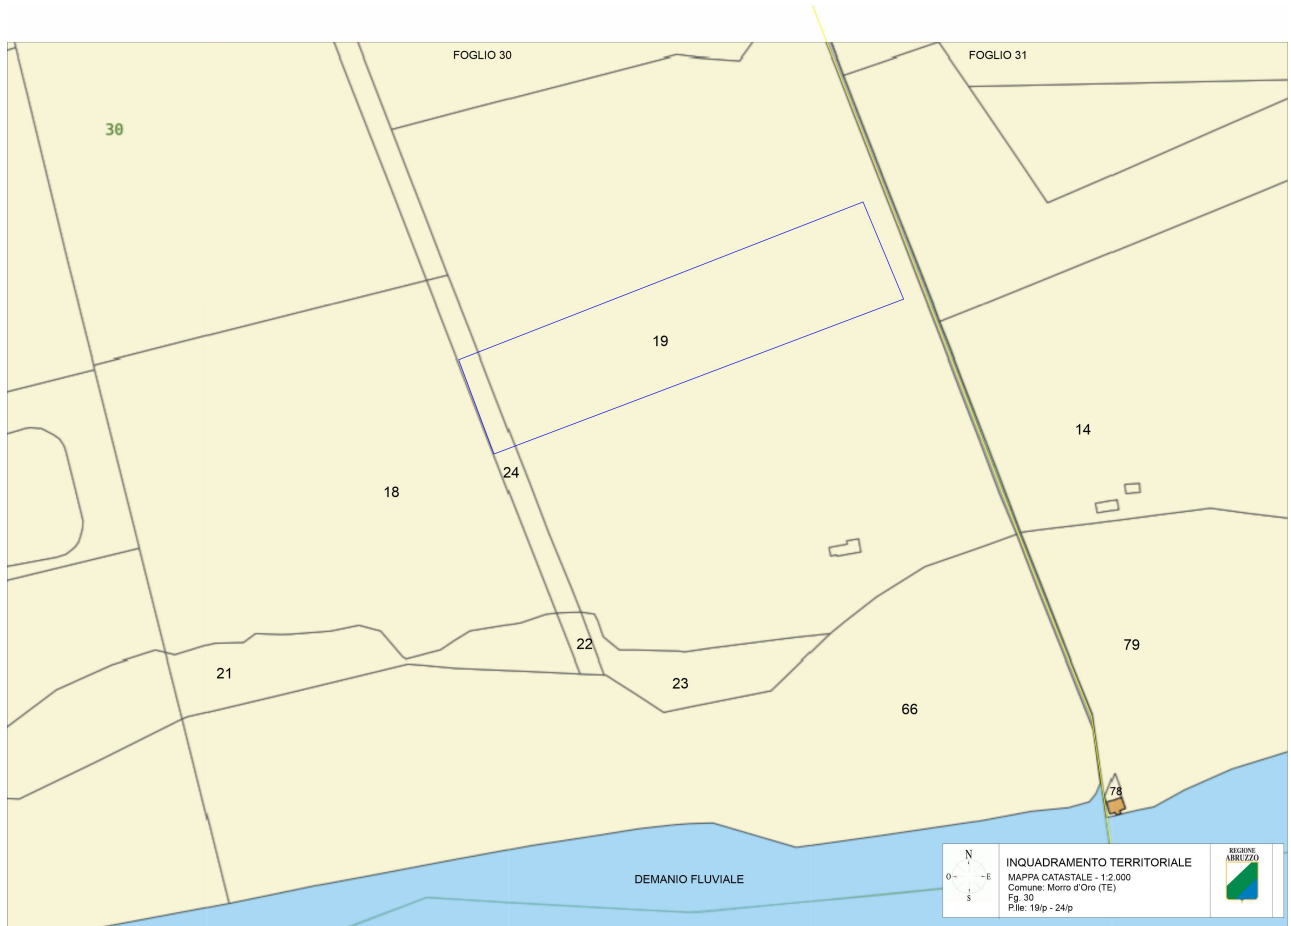 FOGLIO 30
FOGLIO 31
30
19
14
24
18
22
79
21
23
66
78
DEMANIO FLUVIALE
N
O
E
S
INQUADRAMENTO TERRITORIALE
MAPPA CATASTALE - 1:2.000
Comune: Morro d'Oro (TE)
Fg. 30
P.lle: 19/p - 24/p
REGIONE
ABRUZZO